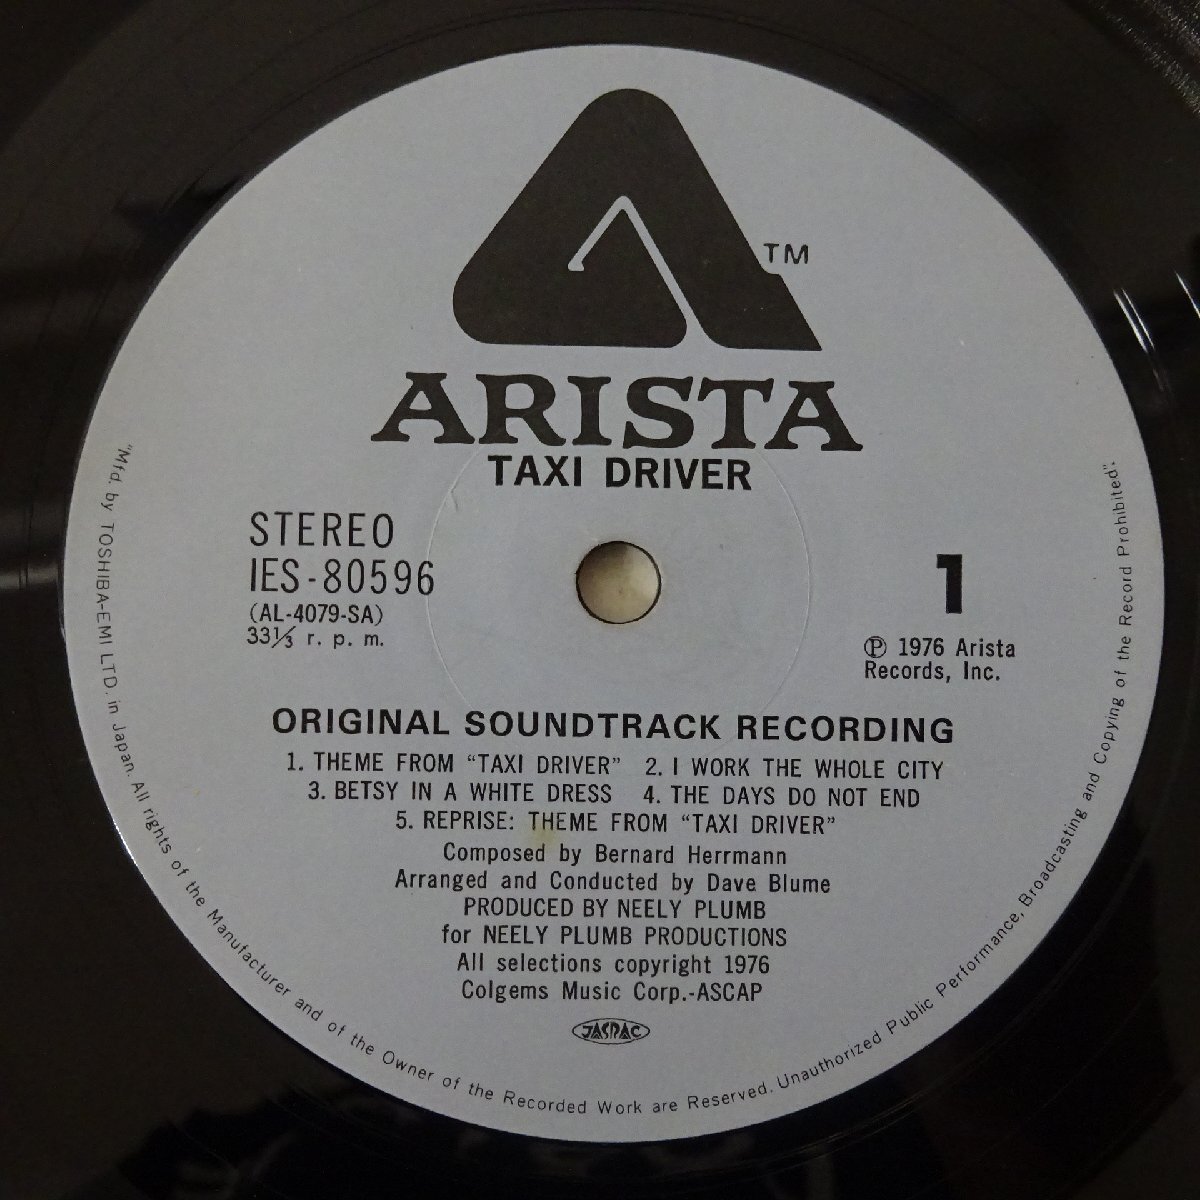 TM
ARISTA
TAXI DRIVER
STEREO
IES-80596
(AL-4079-SA)
33⅓ r. p. m.
1
Ⓟ 1976 Arista
Records, Inc.
ORIGINAL SOUNDTRACK RECORDING
1. THEME FROM “TAXI DRIVER” 2. I WORK THE WHOLE CITY
3. BETSY IN A WHITE DRESS 4. THE DAYS DO NOT END
5. REPRISE: THEME FROM “TAXI DRIVER”
Composed by Bernard Herrmann
Arranged and Conducted by Dave Blume
PRODUCED BY NEELY PLUMB
for NEELY PLUMB PRODUCTIONS
All selections copyright 1976
Colgems Music Corp.-ASCAP
JASRAC
"Mfd. by TOSHIBA-EMI LTD. in Japan. All rights of the Manufacturer and of the Owner of the Recorded Work are Reserved. Unauthorized Public Performance, Broadcasting and Copying of the Record Prohibited".